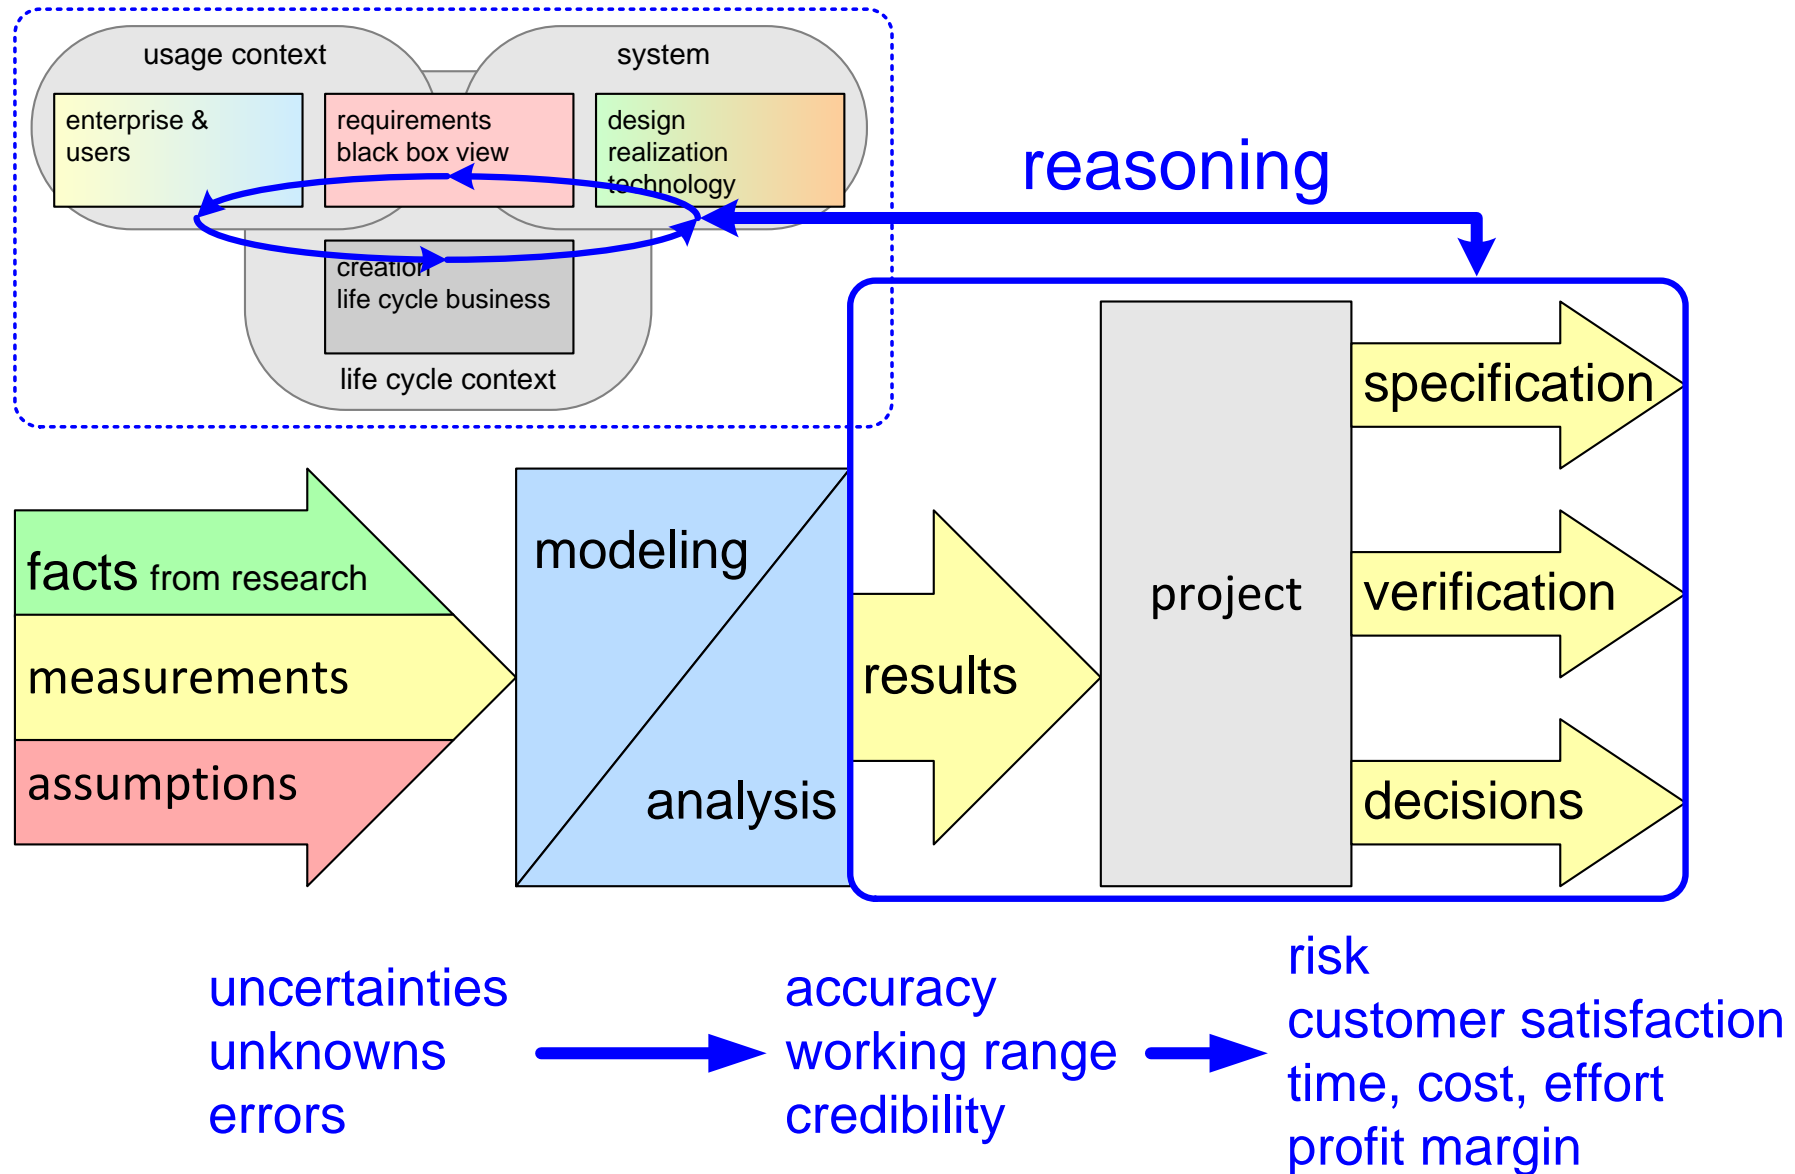 usage context
system
enterprise &
users
requirements
black box view
design
realization
technology
creation
life cycle business
life cycle context
reasoning
facts from research
measurements
assumptions
modeling
analysis
results
project
specification
verification
decisions
uncertainties
unknowns
errors
accuracy
working range
credibility
risk
customer satisfaction
time, cost, effort
profit margin